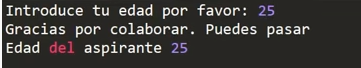 Introduce tu edad por favor: 25
Gracias por colaborar. Puedes pasar
Edad del aspirante 25